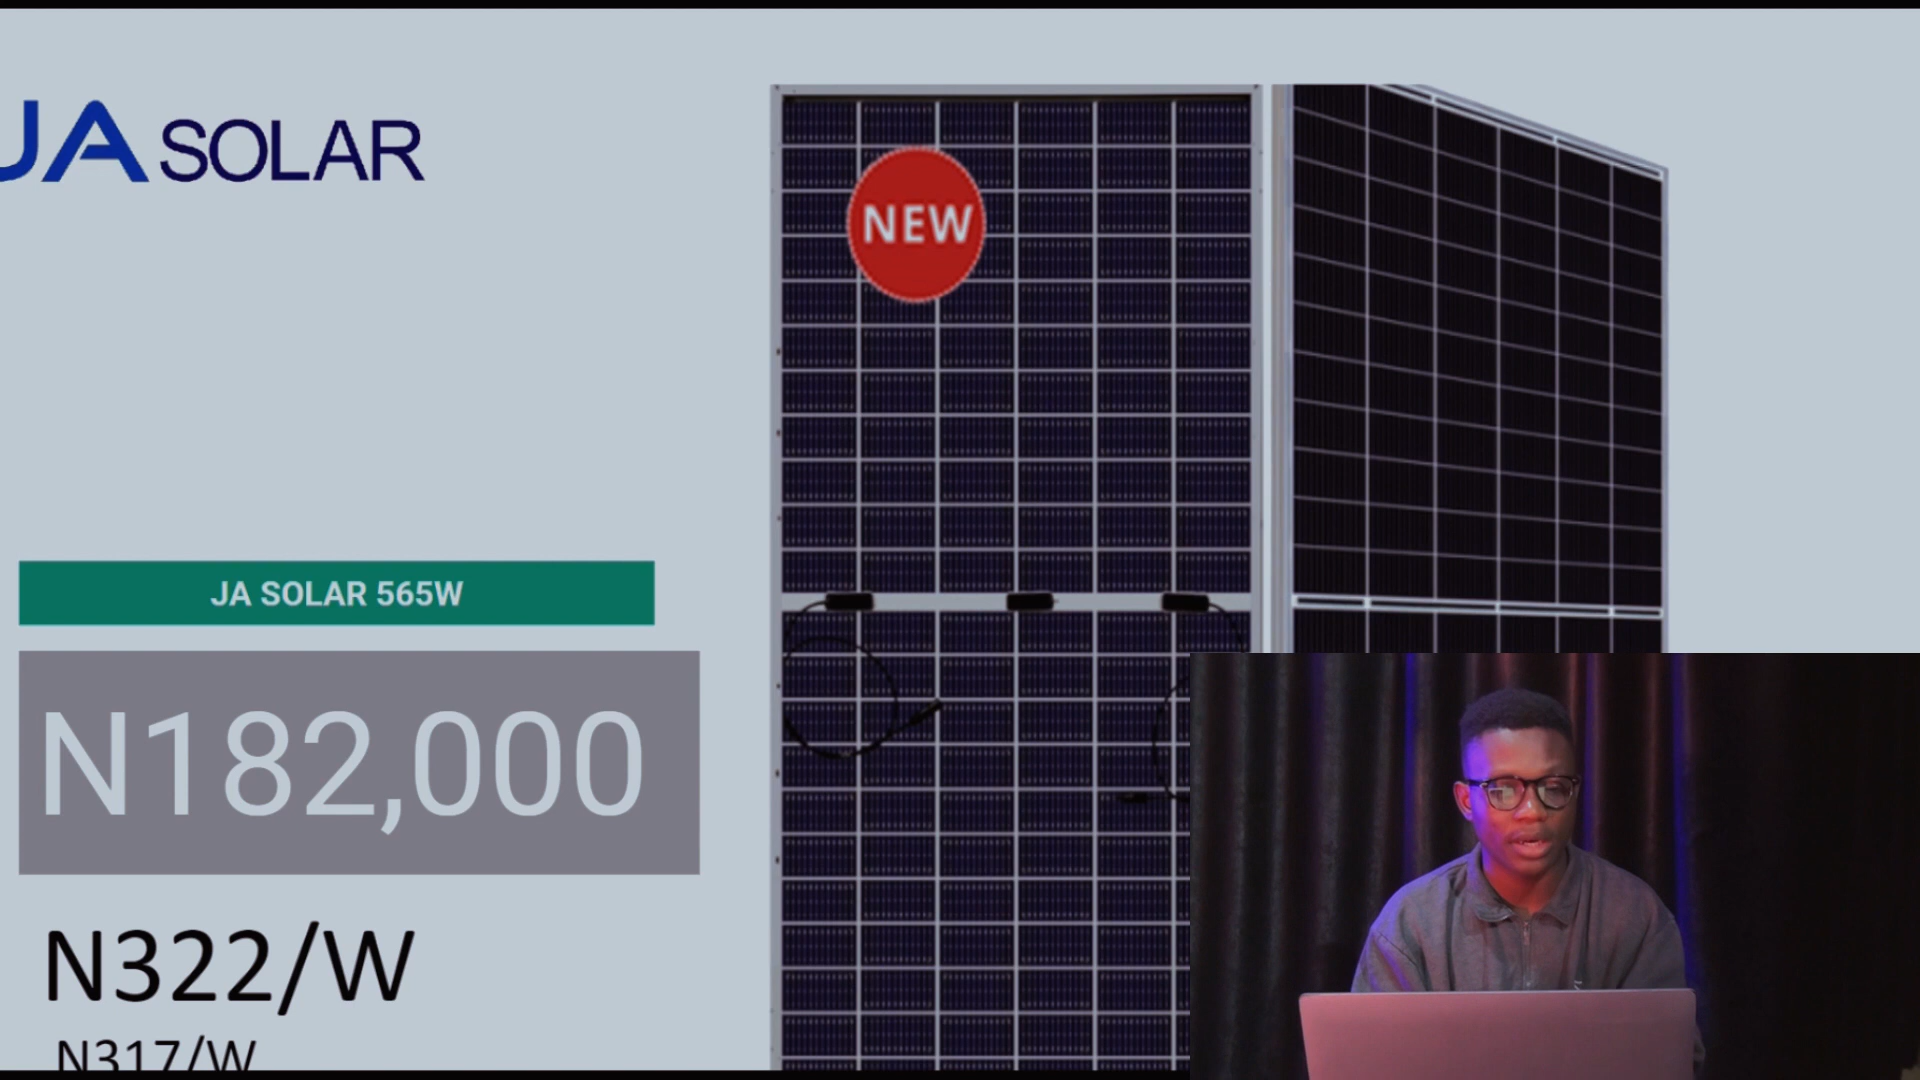 JA SOLAR
NEW
JA SOLAR 565W
N182,000
N322/W
N317/W